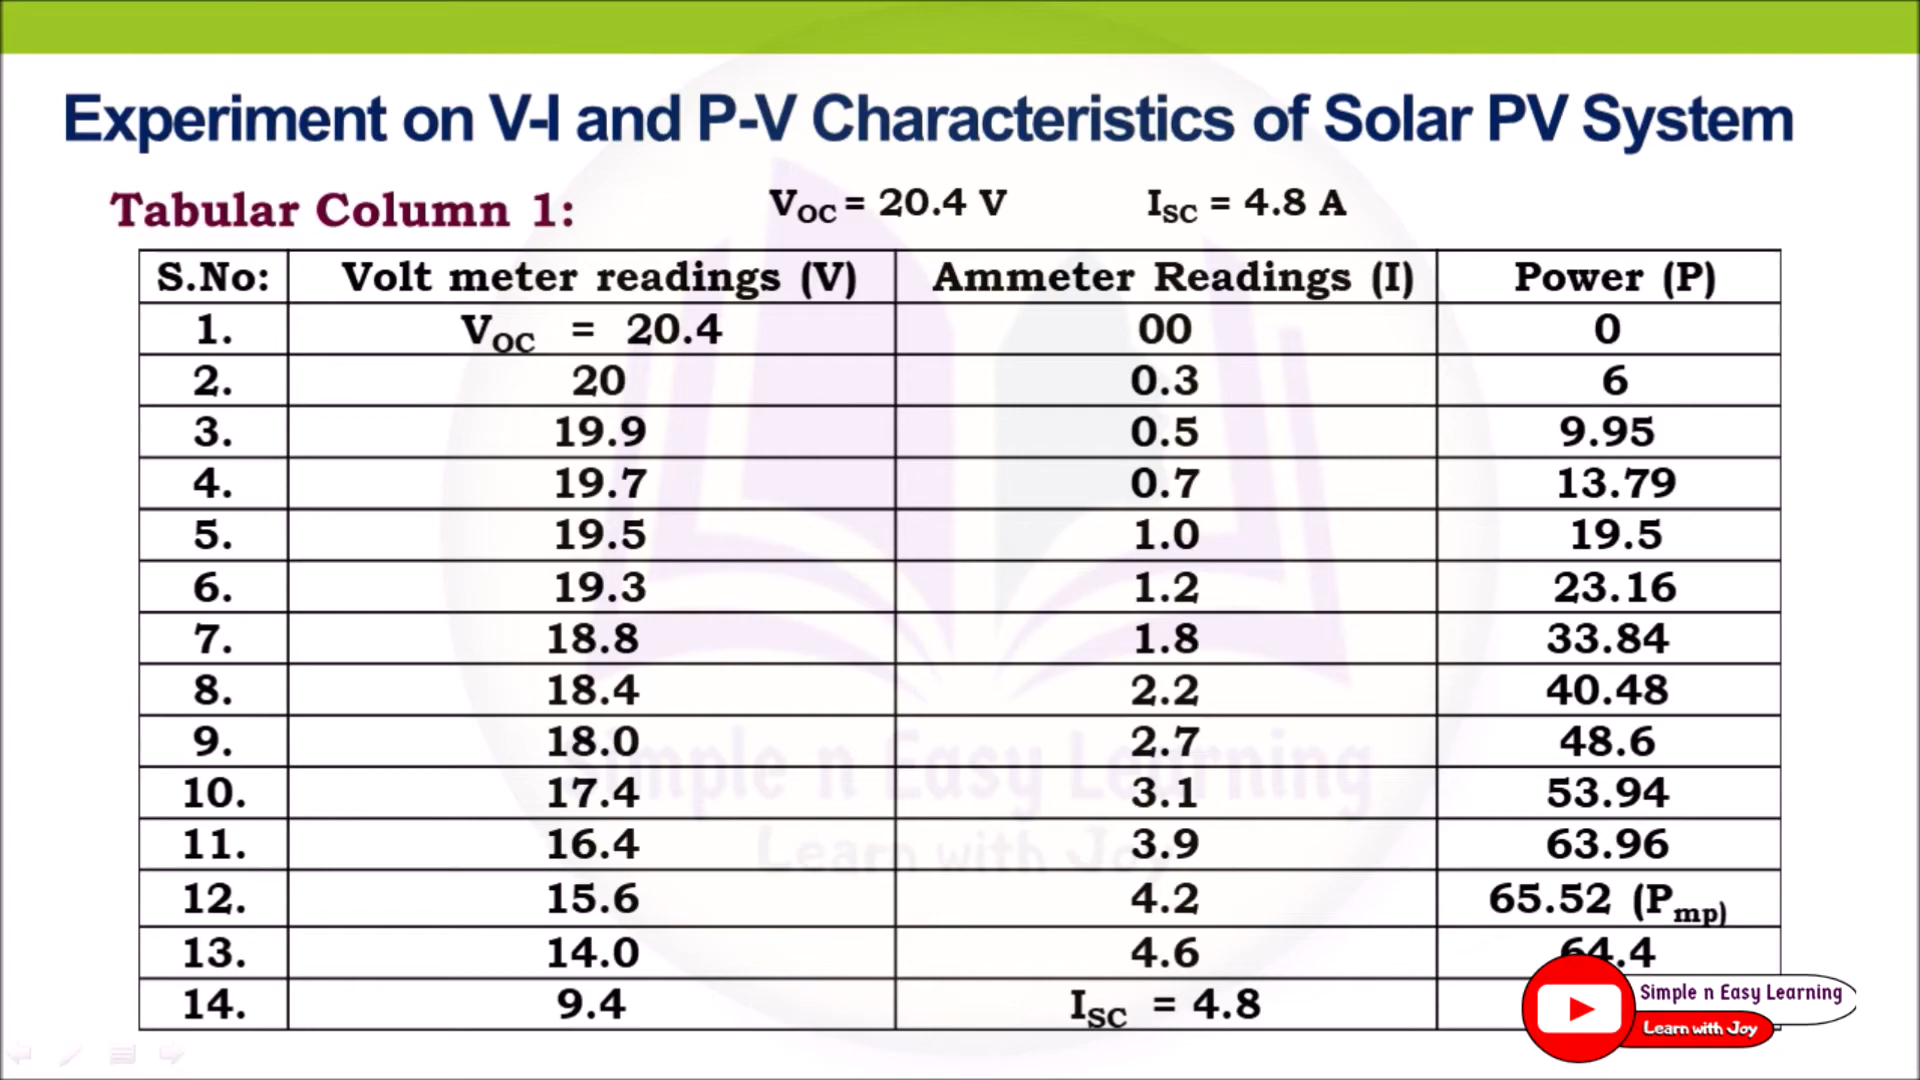 Experiment on V-I and P-V Characteristics of Solar PV System
Tabular Column 1: VOC = 20.4 V ISC = 4.8 A
S.No: Volt meter readings (V) Ammeter Readings (I) Power (P)
1. VOC = 20.4 00 0
2. 20 0.3 6
3. 19.9 0.5 9.95
4. 19.7 0.7 13.79
5. 19.5 1.0 19.5
6. 19.3 1.2 23.16
7. 18.8 1.8 33.84
8. 18.4 2.2 40.48
9. 18.0 2.7 48.6
10. 17.4 3.1 53.94
11. 16.4 3.9 63.96
12. 15.6 4.2 65.52 (Pmp)
13. 14.0 4.6 64.4
14. 9.4 ISC = 4.8
Simple n Easy Learning
Learn with Joy
Simple n Easy Learning
Learn with Joy